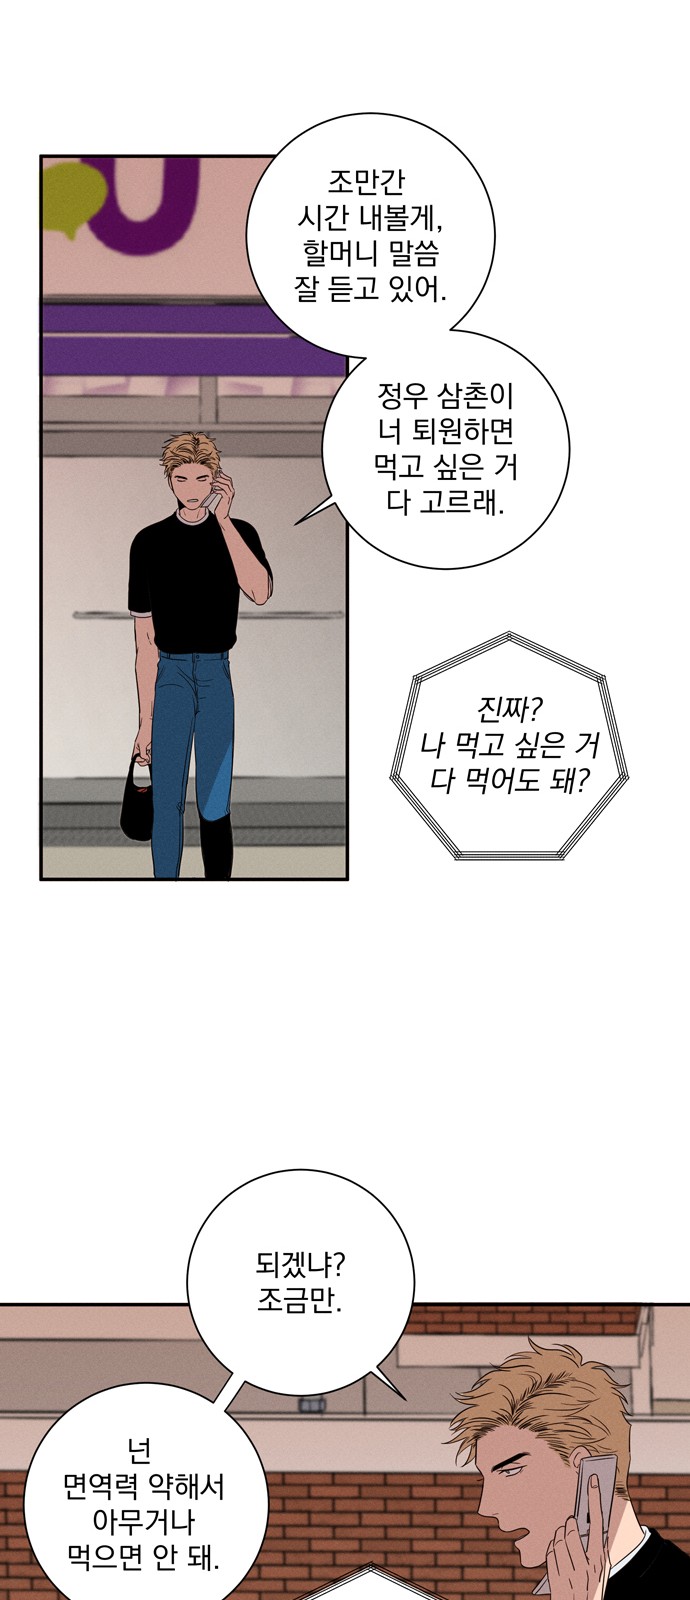 조만간
시간 내볼게,
할머니 말씀
잘 듣고 있어.
정우 삼촌이
너 퇴원하면
먹고 싶은 거
다 고르래.
진짜?
나 먹고 싶은 거
다 먹어도 돼?
되겠냐?
조금만.
넌
면역력 약해서
아무거나
먹으면 안 돼.